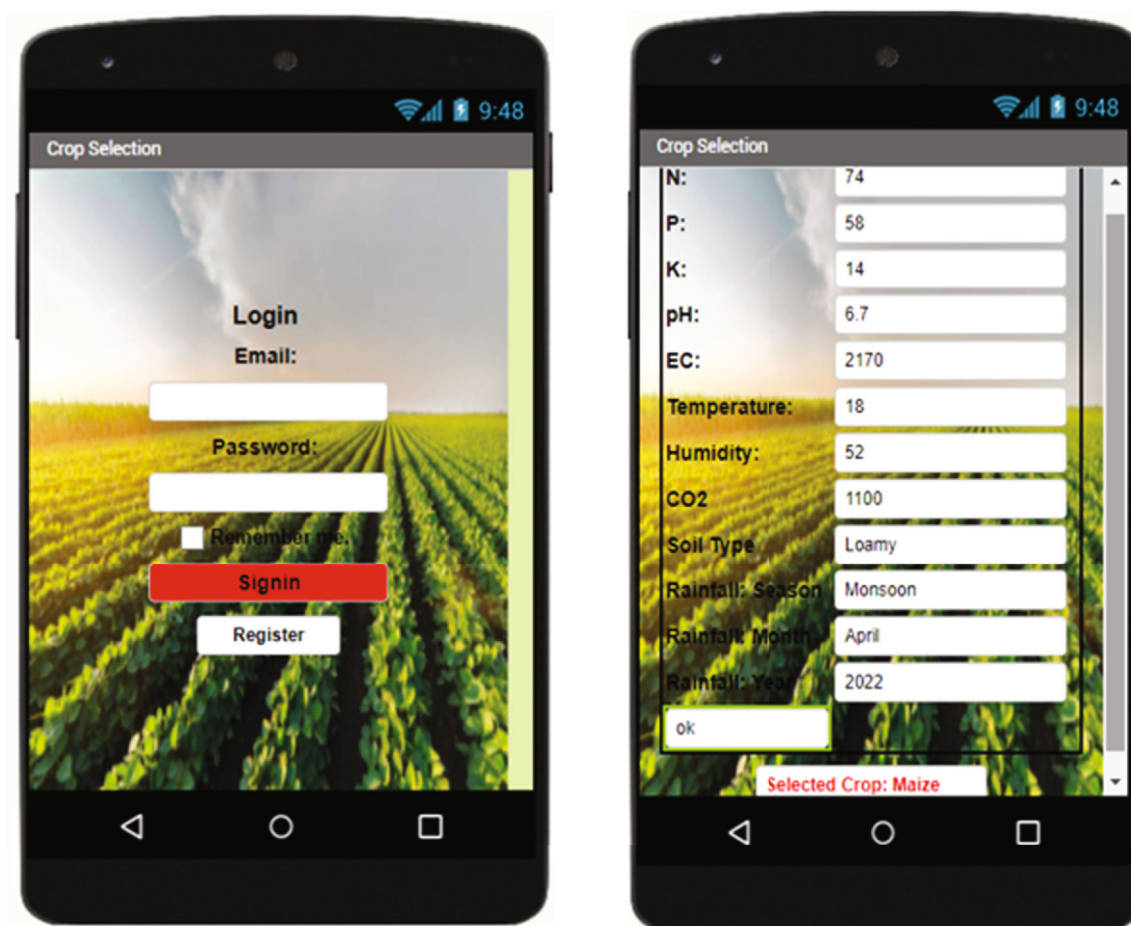 9:48
Crop Selection
Login
Email:
Password:
Remember me.
Signin
Register
9:48
Crop Selection
N: 74
P: 58
K: 14
pH: 6.7
EC: 2170
Temperature: 18
Humidity: 52
CO2 1100
Soil Type Loamy
Rainfall: Season Monsoon
Rainfall: Month April
Rainfall: Year 2022
ok
Selected Crop: Maize